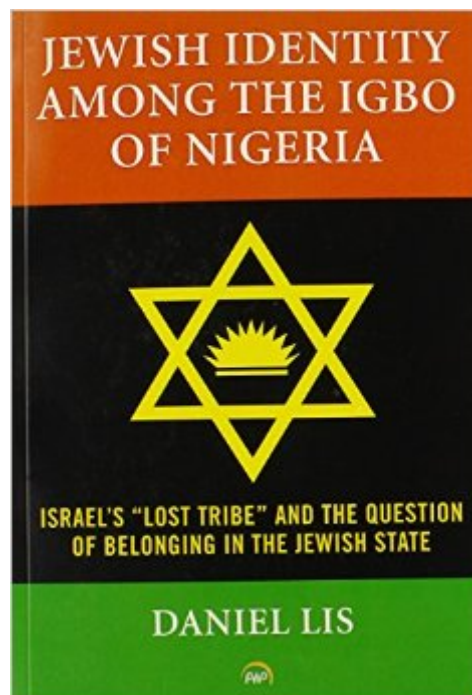 JEWISH IDENTITY
AMONG THE IGBO
OF NIGERIA
ISRAEL'S "LOST TRIBE" AND THE QUESTION
OF BELONGING IN THE JEWISH STATE
DANIEL LIS